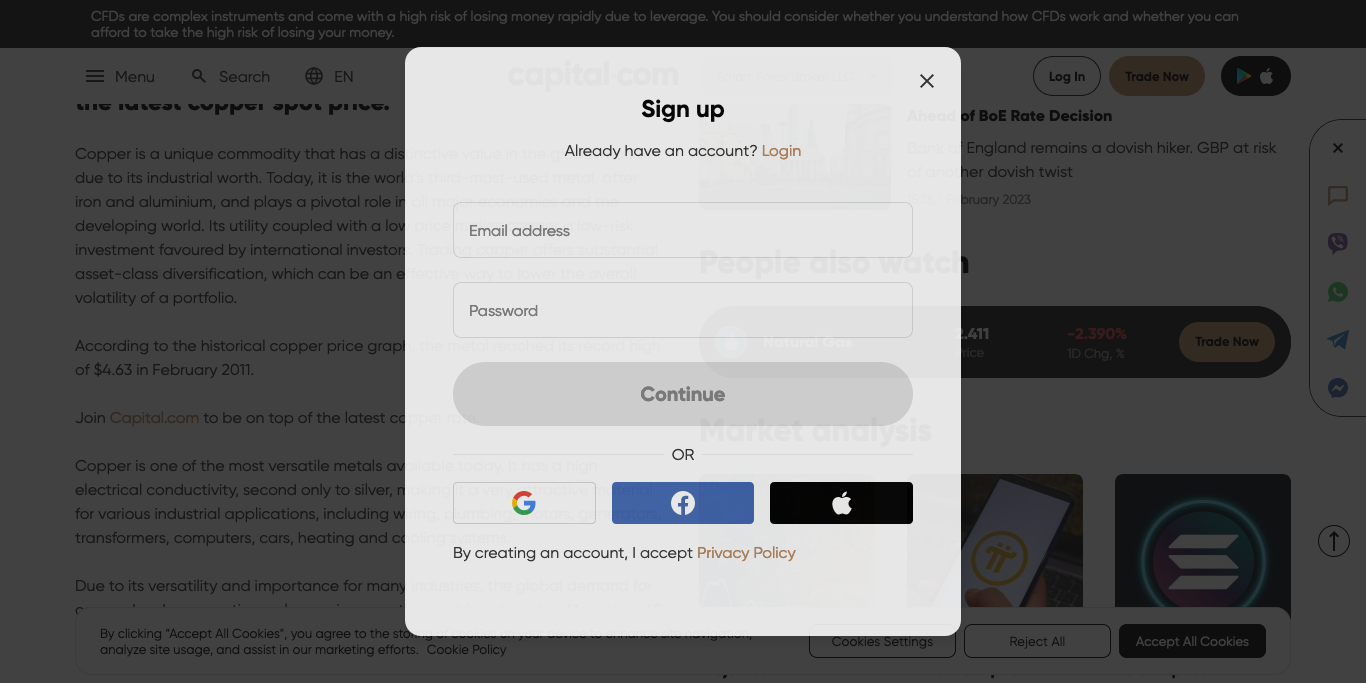 CFDs are complex instruments and come with a high risk of losing money rapidly due to leverage. You should consider whether you understand how CFDs work and whether you can
afford to take the high risk of losing your money.
Menu
Search
EN
capital.com
Log In
Trade Now
the latest copper spot price.
Copper is a unique commodity that has a distinctive value in the
due to its industrial worth. Today, it is the world's third-most-used metal, after
iron and aluminium, and plays a pivotal role in all major economies and the
developing world. Its utility coupled with a low price low-risk
investment favoured by international investors. Trading copper offers substantial
asset-class diversification, which can be an effective way to lower the overall
volatility of a portfolio.
According to the historical copper price graph, the metal reached its record high
of $4.63 in February 2011.
Join Capital.com to be on top of the latest copper rate.
Copper is one of the most versatile metals available today. It has a high
electrical conductivity, second only to silver, making it a very attractive material
for various industrial applications, including wiring, plumbing, motors, generators,
transformers, computers, cars, heating and cooling systems.
Due to its versatility and importance for many industries, the global demand for
Sign up
Already have an account? Login
Email address
Password
Continue
OR
By creating an account, I accept Privacy Policy
Ahead of BoE Rate Decision
Bank of England remains a dovish hiker. GBP at risk
of another dovish twist
February 2023
People also watch
Natural Gas
2.411
Price
-2.390%
1D Chg, %
Trade Now
Market analysis
By clicking “Accept All Cookies”, you agree to the storing of cookies on your device to enhance site navigation,
analyze site usage, and assist in our marketing efforts. Cookie Policy
Cookies Settings
Reject All
Accept All Cookies